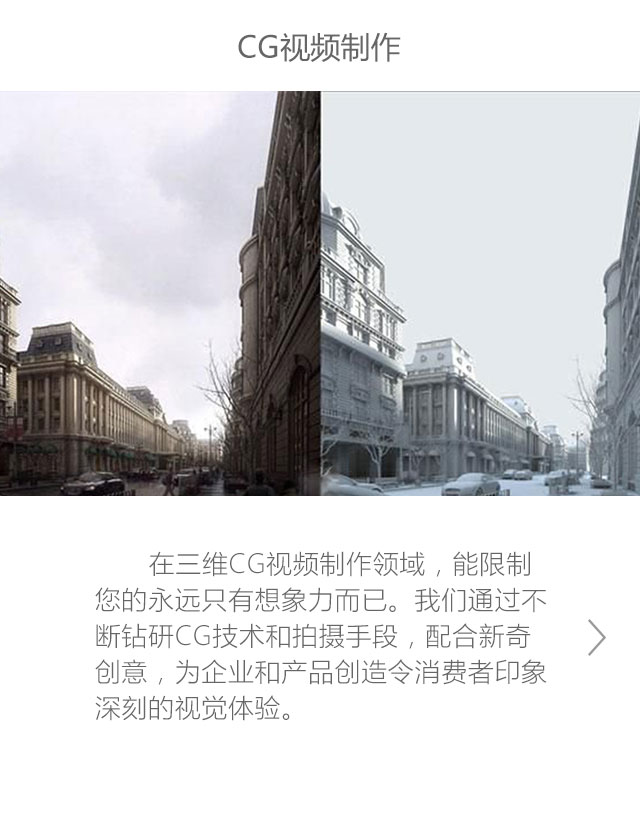 CG视频制作
在三维CG视频制作领域，能限制
您的永远只有想象力而已。我们通过不
断钻研CG技术和拍摄手段，配合新奇
创意，为企业和产品创造令消费者印象
深刻的视觉体验。